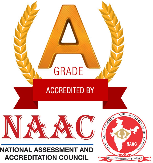 A
GRADE
ACCREDITED BY
NAAC
NATIONAL ASSESSMENT AND
ACCREDITATION COUNCIL